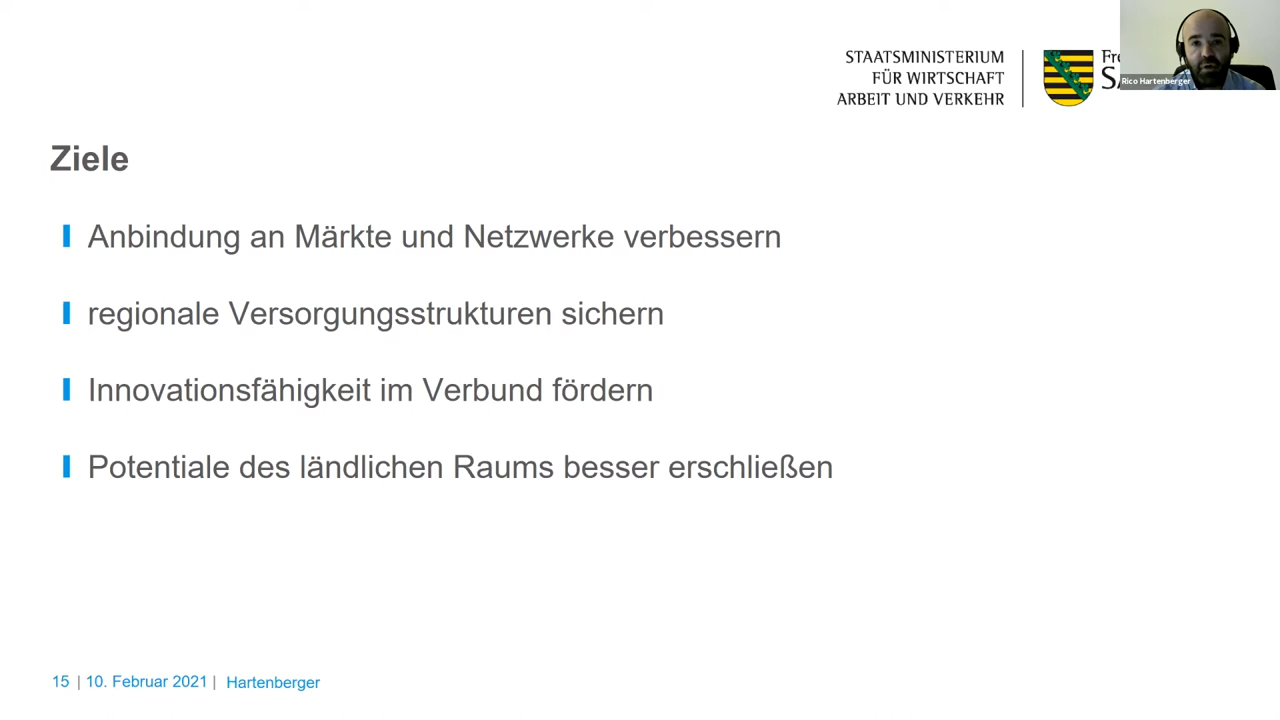 STAATSMINISTERIUM
FÜR WIRTSCHAFT
ARBEIT UND VERKEHR
Rico Hartenberger
Ziele
Anbindung an Märkte und Netzwerke verbessern
regionale Versorgungsstrukturen sichern
Innovationsfähigkeit im Verbund fördern
Potentiale des ländlichen Raums besser erschließen
15 | 10. Februar 2021 | Hartenberger